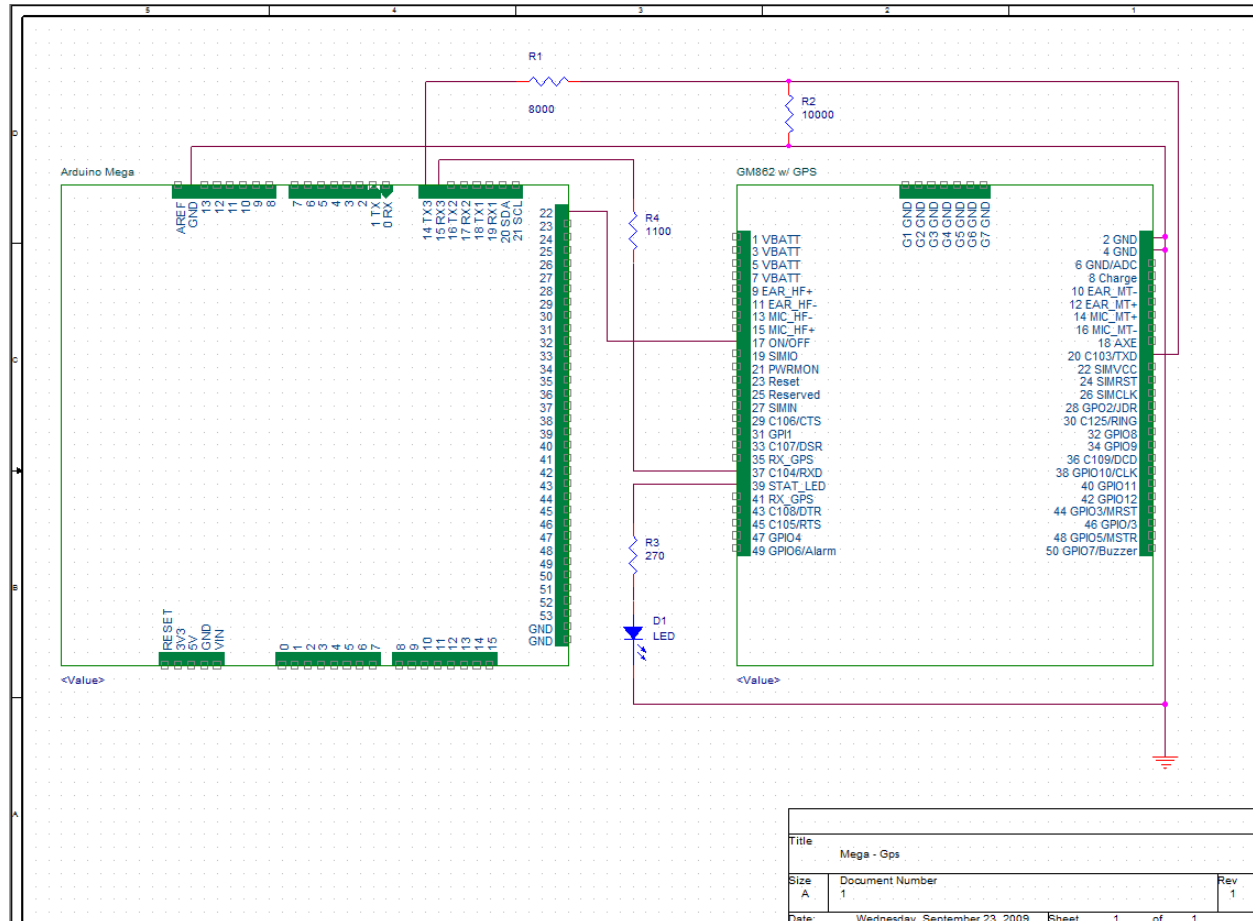 5 4 3 2 1
D
C
B
A
R1
8000
R2
10000
Arduino Mega
GM862 w/ GPS
R4
1100
AREF
GND
13
12
11
10
9
8
7
6
5
4
3
2
1 TX
0 RX
14 TX3
15 RX3
16 TX2
17 RX2
18 TX1
19 RX1
20 SDA
21 SCL
22
23
24
25
26
27
28
29
30
31
32
33
34
35
36
37
38
39
40
41
42
43
44
45
46
47
48
49
50
51
52
53
GND
GND
RESET
3V3
5V
GND
VIN
0
1
2
3
4
5
6
7
8
9
10
11
12
13
14
15
<Value>
G1 GND
G2 GND
G3 GND
G4 GND
G5 GND
G6 GND
G7 GND
1 VBATT
3 VBATT
5 VBATT
7 VBATT
9 EAR_HF+
11 EAR_HF-
13 MIC_HF-
15 MIC_HF+
17 ON/OFF
19 SIMIO
21 PWRMON
23 Reset
25 Reserved
27 SIMIN
29 C106/CTS
31 GPI1
33 C107/DSR
35 RX_GPS
37 C104/RXD
39 STAT_LED
41 RX_GPS
43 C108/DTR
45 C105/RTS
47 GPIO4
49 GPIO6/Alarm
2 GND
4 GND
6 GND/ADC
8 Charge
10 EAR_MT-
12 EAR_MT+
14 MIC_MT+
16 MIC_MT-
18 AXE
20 C103/TXD
22 SIMVCC
24 SIMRST
26 SIMCLK
28 GPO2/JDR
30 C125/RING
32 GPIO8
34 GPIO9
36 C109/DCD
38 GPIO10/CLK
40 GPIO11
42 GPIO12
44 GPIO3/MRST
46 GPIO/3
48 GPIO5/MSTR
50 GPIO7/Buzzer
<Value>
R3
270
D1
LED
Title
Mega - Gps
Size
A
Document Number
1
Rev
1
Date: Wednesday, September 23, 2009 Sheet 1 of 1